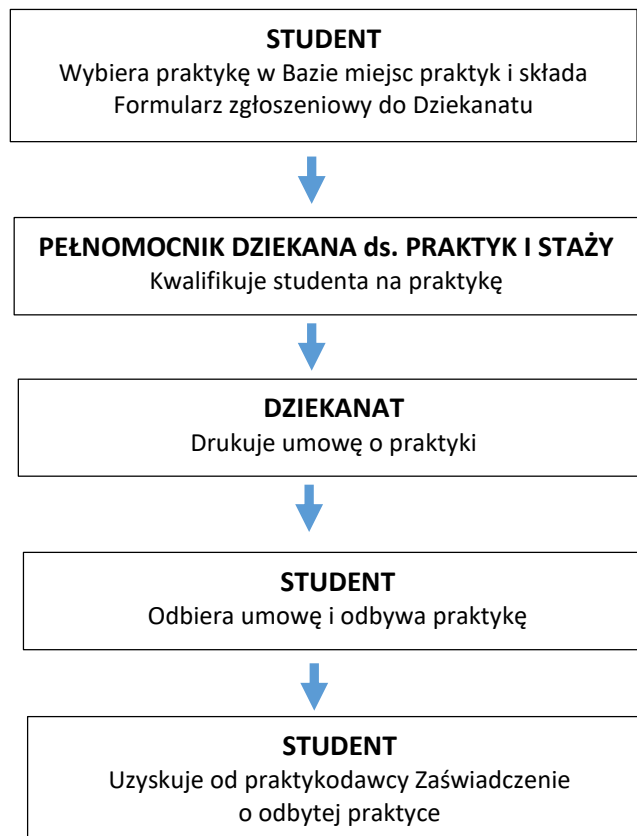 STUDENT
Wybiera praktykę w Bazie miejsc praktyk i składa
Formularz zgłoszeniowy do Dziekanatu
PEŁNOMOCNIK DZIEKANA ds. PRAKTYK I STAŻY
Kwalifikuje studenta na praktykę
DZIEKANAT
Drukuje umowę o praktyki
STUDENT
Odbiera umowę i odbywa praktykę
STUDENT
Uzyskuje od praktykodawcy Zaświadczenie
o odbytej praktyce